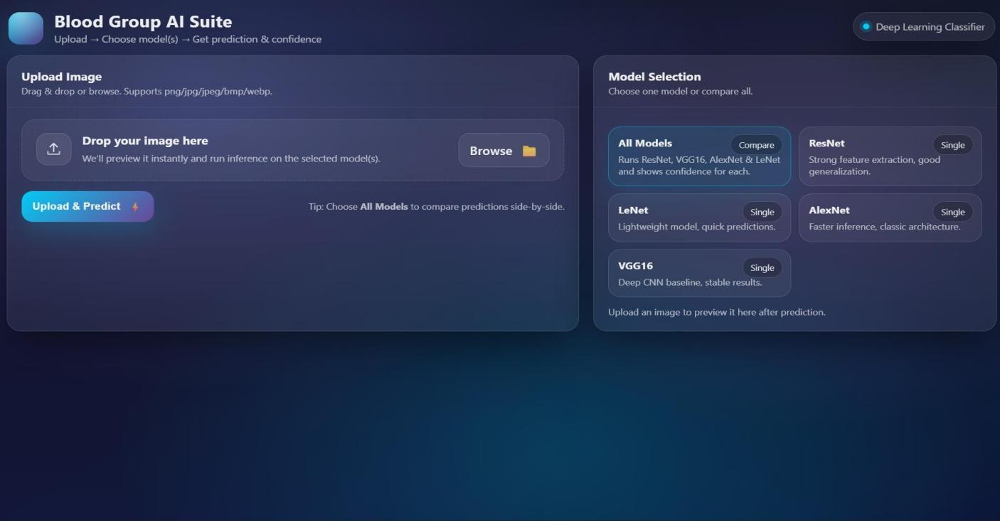 Blood Group AI Suite
Upload → Choose model(s) → Get prediction & confidence
Deep Learning Classifier
Upload Image
Drag & drop or browse. Supports png/jpg/jpeg/bmp/webp.
Drop your image here
We'll preview it instantly and run inference on the selected model(s).
Browse
Upload & Predict
Tip: Choose All Models to compare predictions side-by-side.
Model Selection
Choose one model or compare all.
All Models
Compare
Runs ResNet, VGG16, AlexNet & LeNet
and shows confidence for each.
ResNet
Single
Strong feature extraction, good
generalization.
LeNet
Single
Lightweight model, quick predictions.
AlexNet
Single
Faster inference, classic architecture.
VGG16
Single
Deep CNN baseline, stable results.
Upload an image to preview it here after prediction.